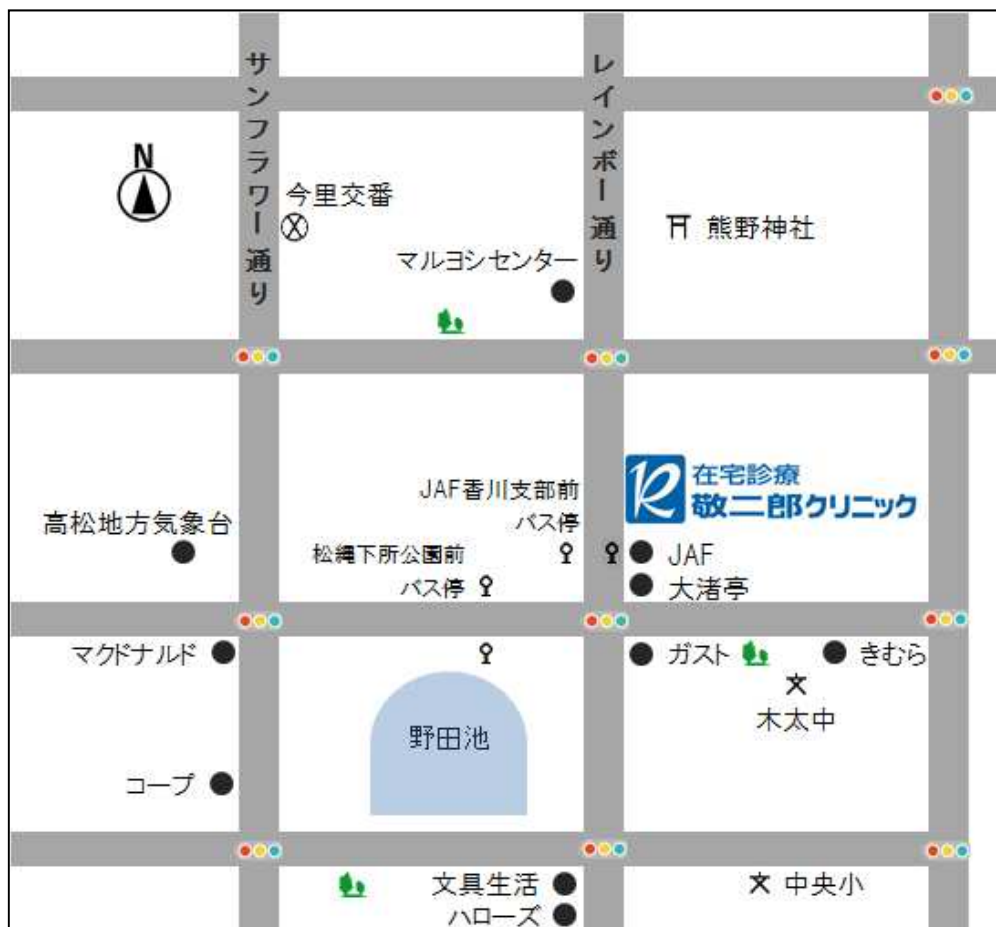 サンフラワー通り
レインボー通り
N
今里交番
熊野神社
マルヨシセンター
在宅診療
敬二郎クリニック
JAF香川支部前
バス停
高松地方気象台
松縄下所公園前
バス停
JAF
大渚亭
マクドナルド
ガスト
きむら
木太中
野田池
コープ
文具生活
中央小
ハローズ